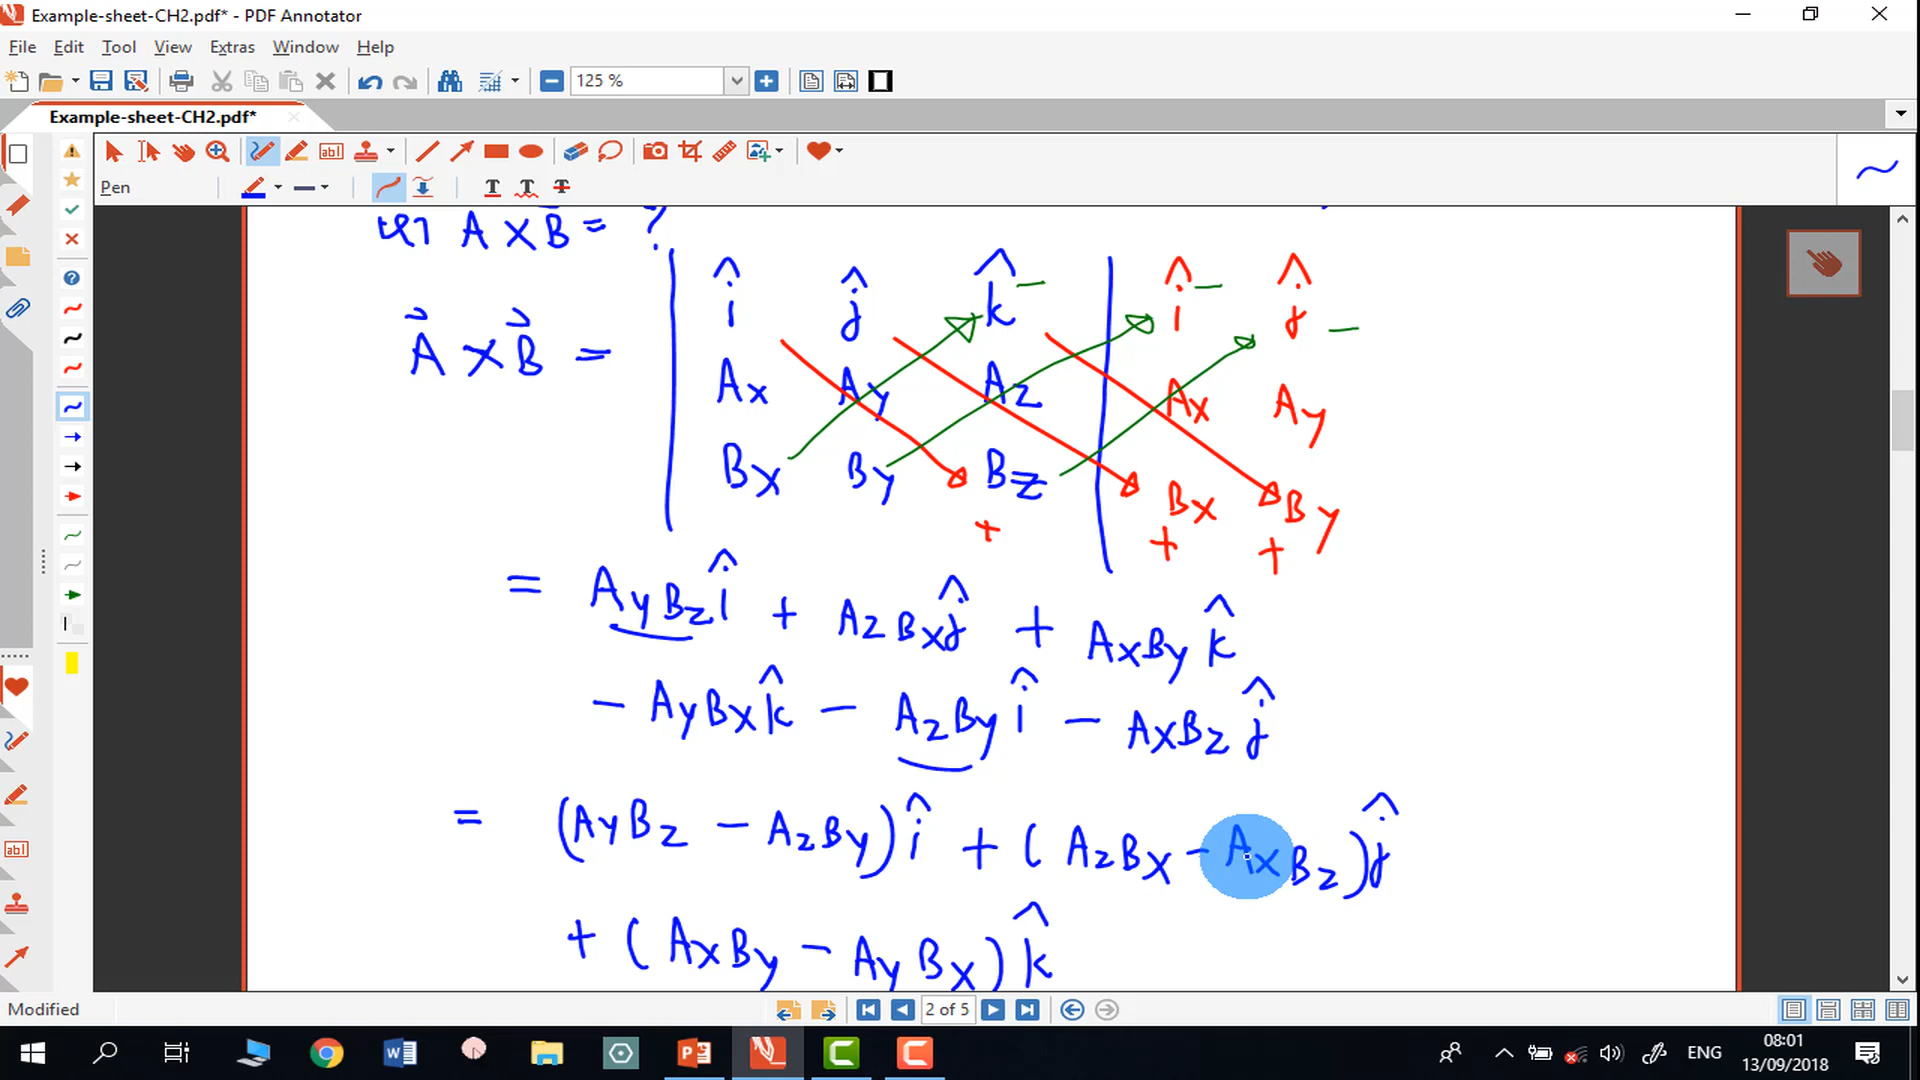 Example-sheet-CH2.pdf* - PDF Annotator
File Edit Tool View Extras Window Help
125 %
Example-sheet-CH2.pdf*
Pen
หา A × B = ?
î ĵ k̂ − î − ĵ −
A⃗ × B⃗ =
Ax Ay Az Ax Ay
Bx By Bz Bx By
+ + +
= AyBz î + AzBx ĵ + AxBy k̂
− AyBx k̂ − AzBy î − AxBz ĵ
= (AyBz − AzBy) î + (AzBx − AxBz) ĵ
+ (AxBy − AyBx) k̂
Modified
2 of 5
ENG
08:01
13/09/2018